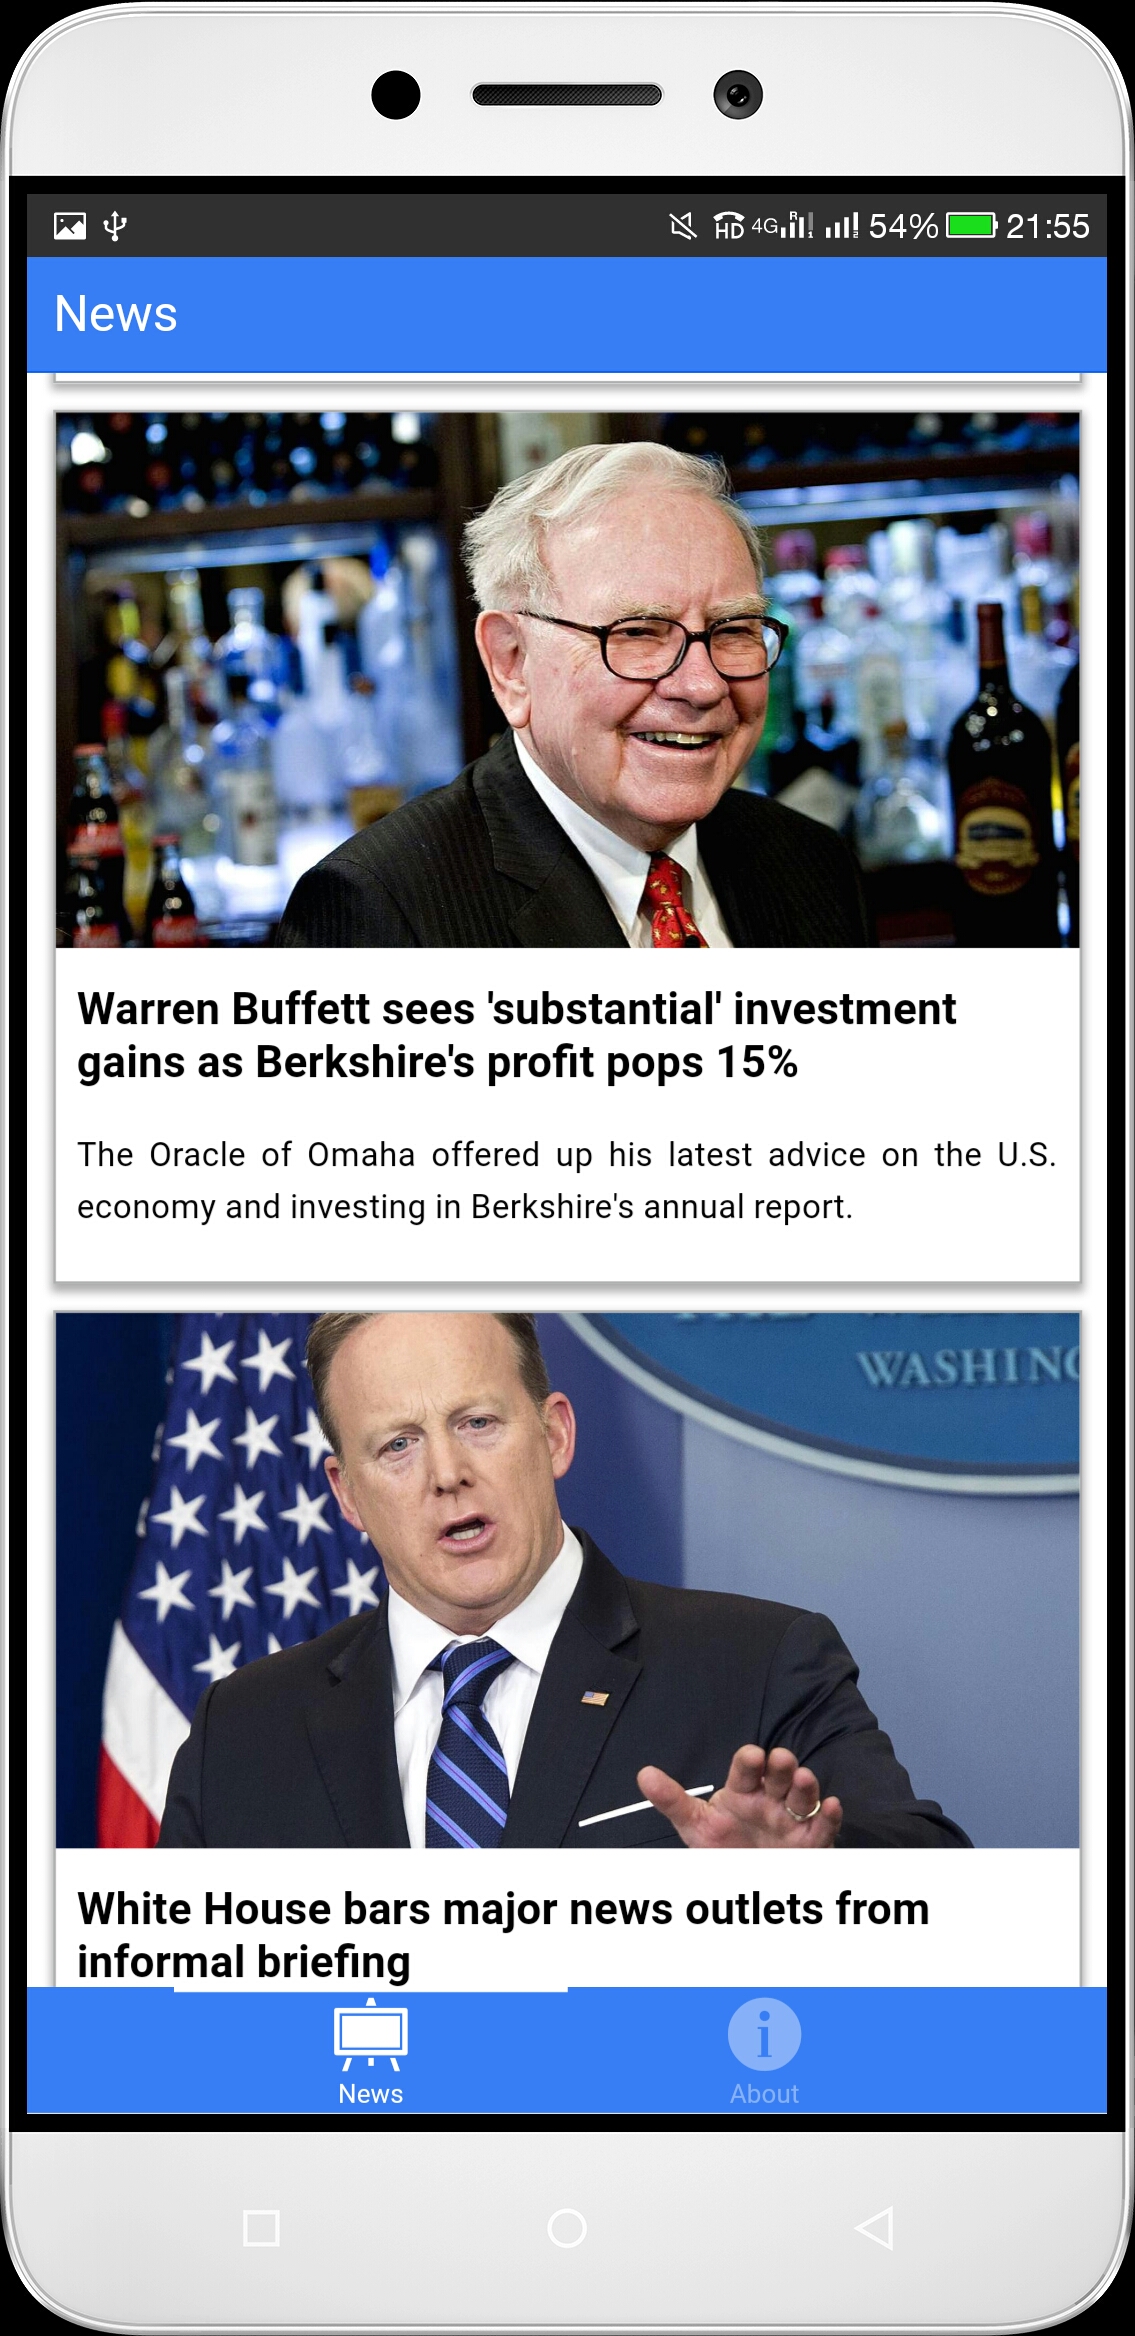 HD 4G R 1 2 54% 21:55
News
Warren Buffett sees 'substantial' investment
gains as Berkshire's profit pops 15%
The Oracle of Omaha offered up his latest advice on the U.S.
economy and investing in Berkshire's annual report.
WASHING
White House bars major news outlets from
informal briefing
i
News
About